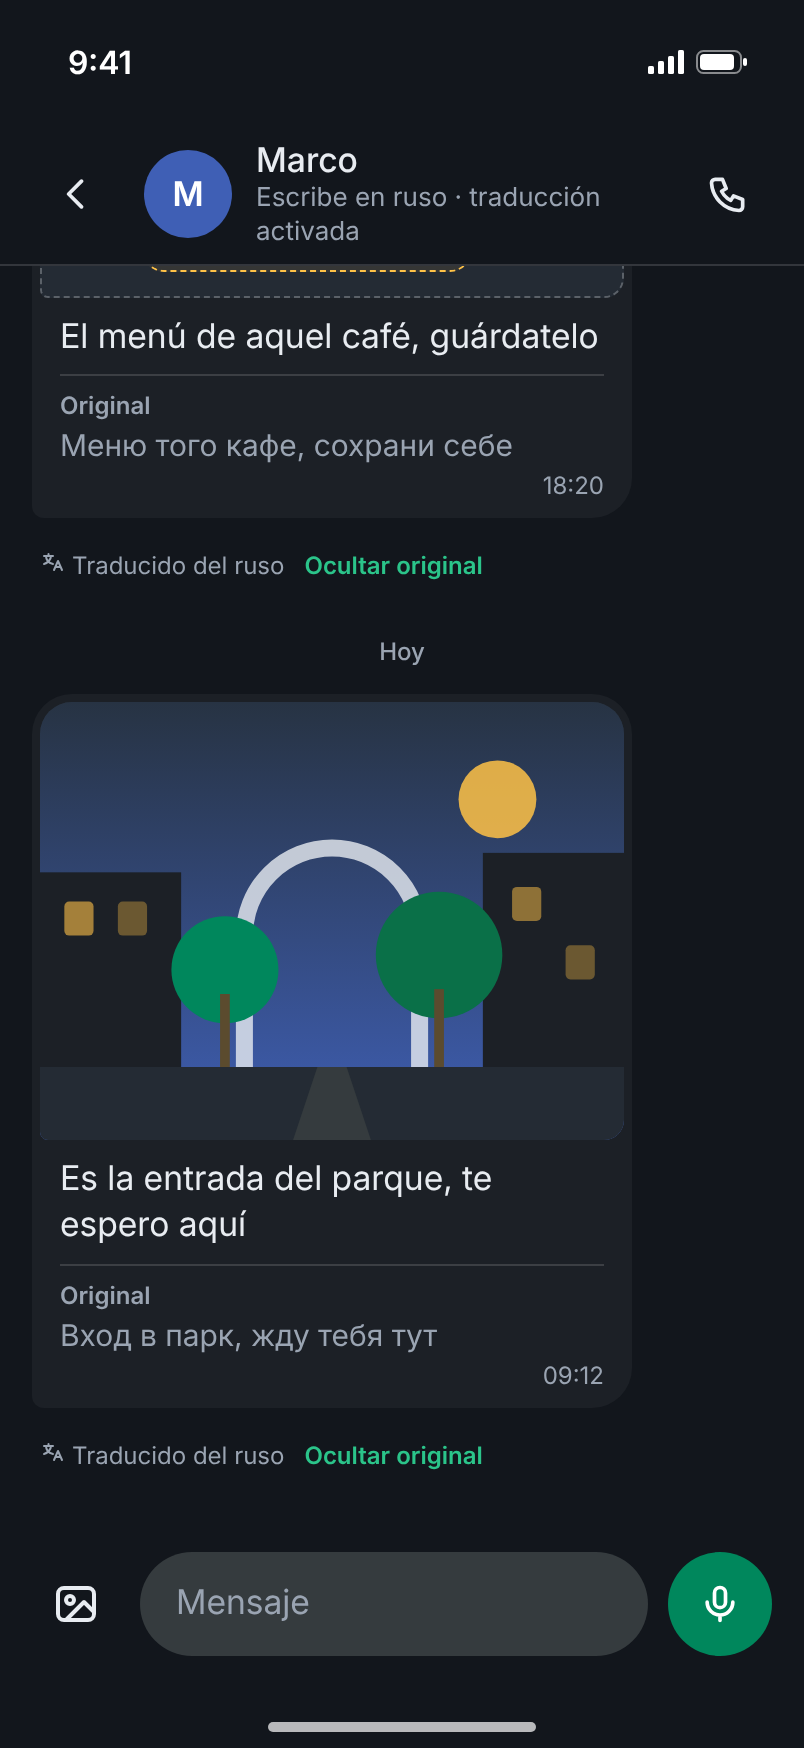 9:41
M
Marco
Escribe en ruso · traducción
activada
El menú de aquel café, guárdatelo
Original
Меню того кафе, сохрани себе
18:20
Traducido del ruso Ocultar original
Hoy
Es la entrada del parque, te
espero aquí
Original
Вход в парк, жду тебя тут
09:12
Traducido del ruso Ocultar original
Mensaje